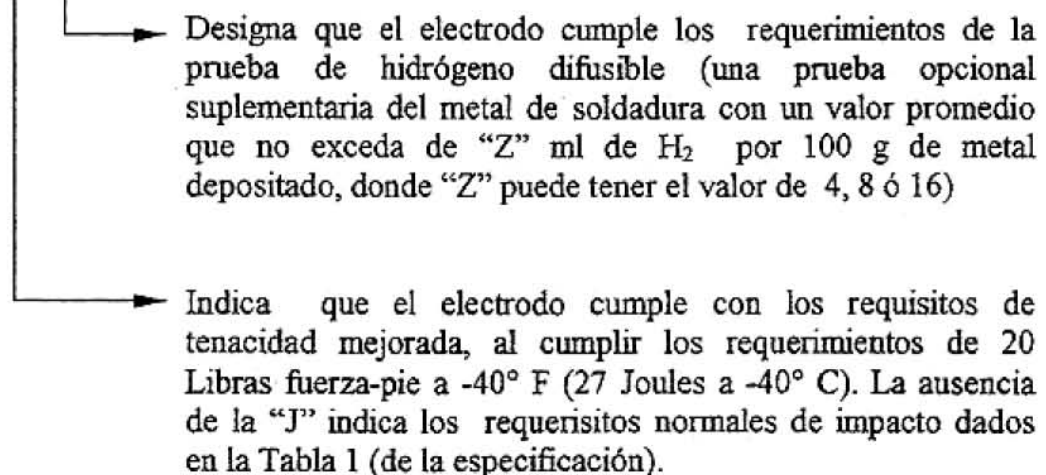 Designa que el electrodo cumple los requerimientos de la
prueba de hidrógeno difusible (una prueba opcional
suplementaria del metal de soldadura con un valor promedio
que no exceda de “Z” ml de H₂ por 100 g de metal
depositado, donde “Z” puede tener el valor de 4, 8 ó 16)
Indica que el electrodo cumple con los requisitos de
tenacidad mejorada, al cumplir los requerimientos de 20
Libras fuerza-pie a -40° F (27 Joules a -40° C). La ausencia
de la “J” indica los requerisitos normales de impacto dados
en la Tabla 1 (de la especificación).